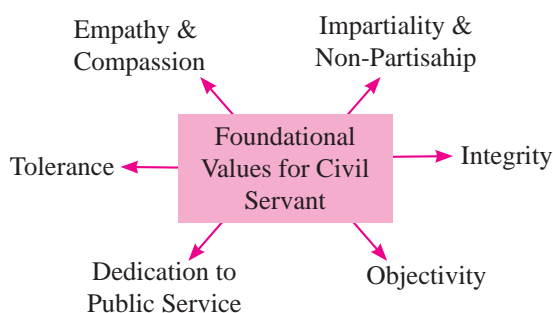 Empathy &
Compassion
Impartiality &
Non-Partisahip
Foundational
Values for Civil
Servant
Tolerance
Integrity
Dedication to
Public Service
Objectivity